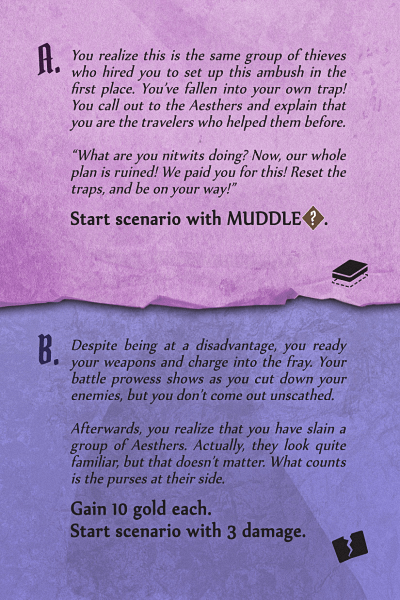 A.
You realize this is the same group of thieves
who hired you to set up this ambush in the
first place. You’ve fallen into your own trap!
You call out to the Aesthers and explain that
you are the travelers who helped them before.
“What are you nitwits doing? Now, our whole
plan is ruined! We paid you for this! Reset the
traps, and be on your way!”
Start scenario with MUDDLE ?.
B.
Despite being at a disadvantage, you ready
your weapons and charge into the fray. Your
battle prowess shows as you cut down your
enemies, but you don’t come out unscathed.
Afterwards, you realize that you have slain a
group of Aesthers. Actually, they look quite
familiar, but that doesn’t matter. What counts
is the purses at their side.
Gain 10 gold each.
Start scenario with 3 damage.